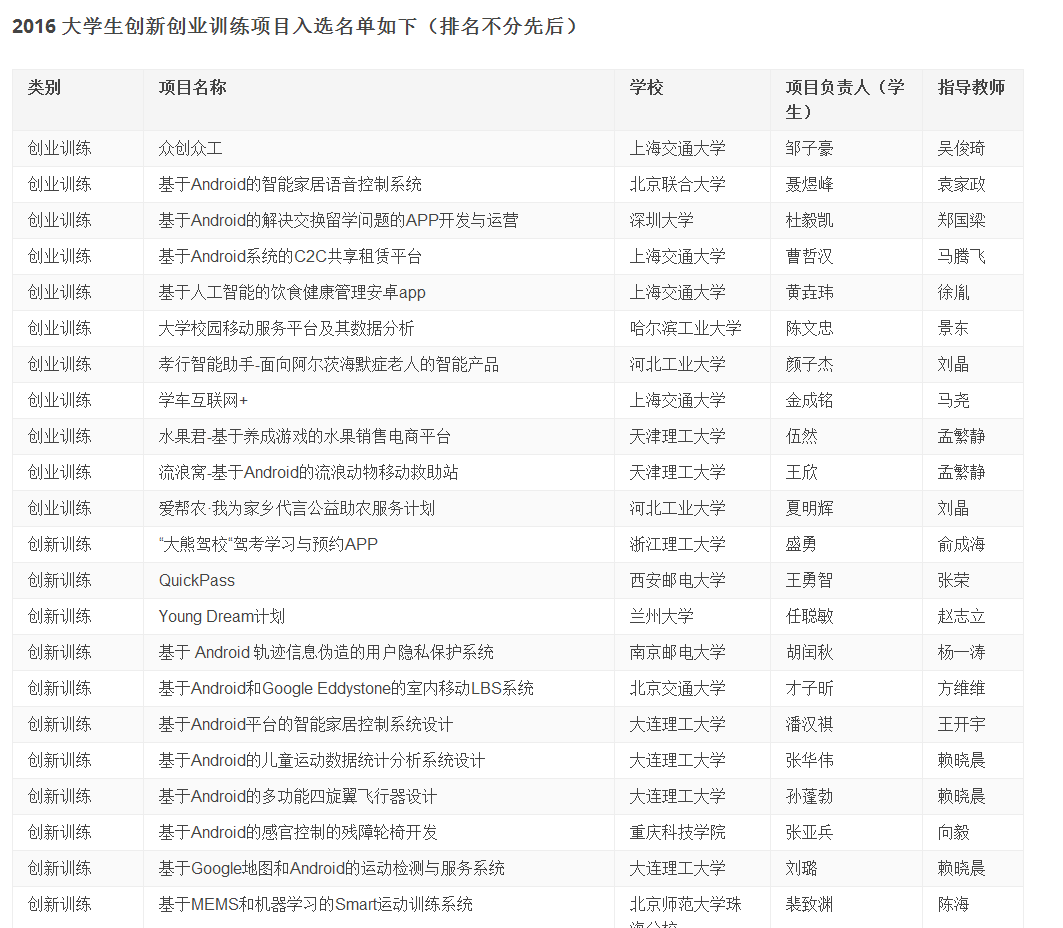 2016 大学生创新创业训练项目入选名单如下（排名不分先后）
类别 项目名称 学校 项目负责人（学生） 指导教师
创业训练 众创众工 上海交通大学 邹子豪 吴俊琦
创业训练 基于Android的智能家居语音控制系统 北京联合大学 聂煜峰 袁家政
创业训练 基于Android的解决交换留学问题的APP开发与运营 深圳大学 杜毅凯 郑国梁
创业训练 基于Android系统的C2C共享租赁平台 上海交通大学 曹哲汉 马腾飞
创业训练 基于人工智能的饮食健康管理安卓app 上海交通大学 黄垚玮 徐胤
创业训练 大学校园移动服务平台及其数据分析 哈尔滨工业大学 陈文忠 景东
创业训练 孝行智能助手-面向阿尔茨海默症老人的智能产品 河北工业大学 颜子杰 刘晶
创业训练 学车互联网+ 上海交通大学 金成铭 马尧
创业训练 水果君-基于养成游戏的水果销售电商平台 天津理工大学 伍然 孟繁静
创业训练 流浪窝-基于Android的流浪动物移动救助站 天津理工大学 王欣 孟繁静
创业训练 爱帮农·我为家乡代言公益助农服务计划 河北工业大学 夏明辉 刘晶
创新训练 “大熊驾校“驾考学习与预约APP 浙江理工大学 盛勇 俞成海
创新训练 QuickPass 西安邮电大学 王勇智 张荣
创新训练 Young Dream计划 兰州大学 任聪敏 赵志立
创新训练 基于 Android 轨迹信息伪造的用户隐私保护系统 南京邮电大学 胡闰秋 杨一涛
创新训练 基于Android和Google Eddystone的室内移动LBS系统 北京交通大学 才子昕 方维维
创新训练 基于Android平台的智能家居控制系统设计 大连理工大学 潘汉祺 王开宇
创新训练 基于Android的儿童运动数据统计分析系统设计 大连理工大学 张华伟 赖晓晨
创新训练 基于Android的多功能四旋翼飞行器设计 大连理工大学 孙蓬勃 赖晓晨
创新训练 基于Android的感官控制的残障轮椅开发 重庆科技学院 张亚兵 向毅
创新训练 基于Google地图和Android的运动检测与服务系统 大连理工大学 刘璐 赖晓晨
创新训练 基于MEMS和机器学习的Smart运动训练系统 北京师范大学珠 裴致渊 陈海
海分校